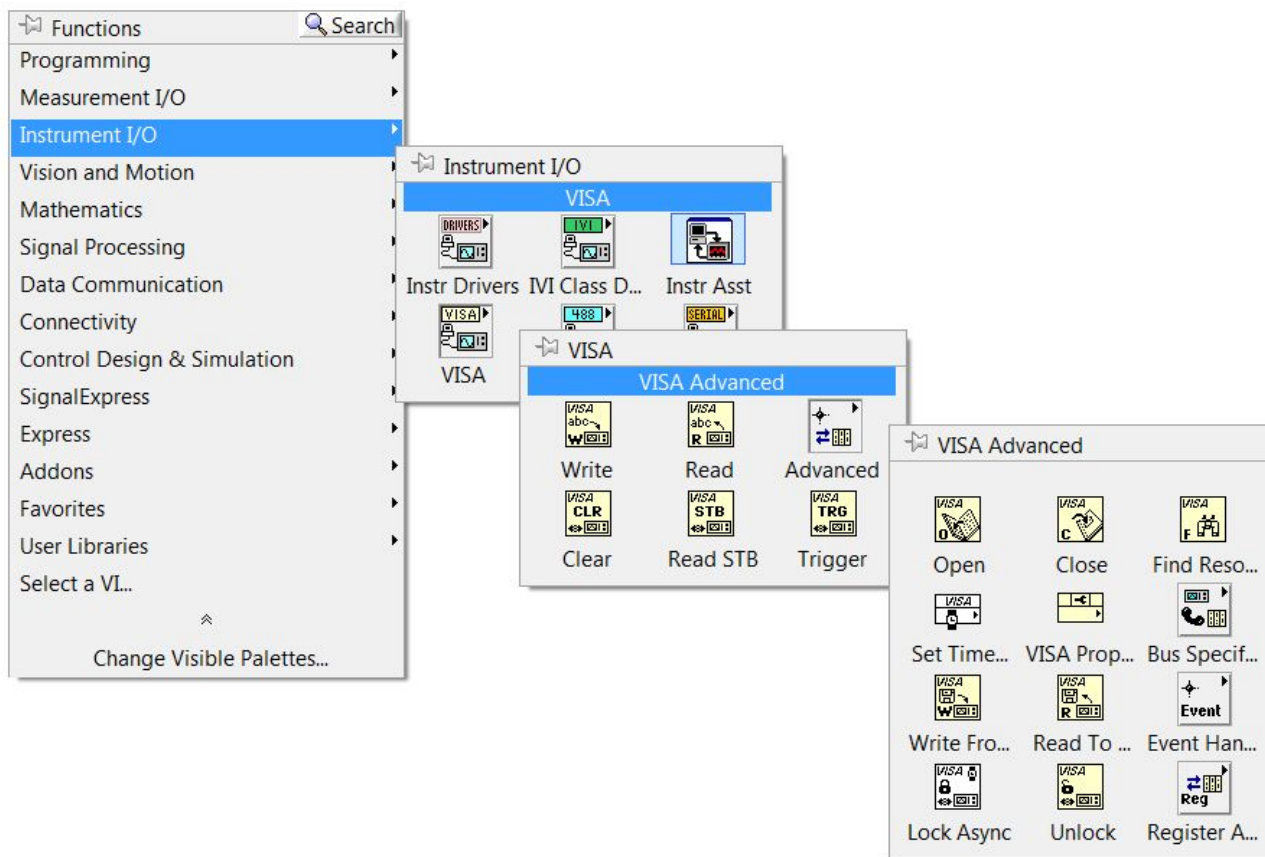 Functions
Search
Programming
Measurement I/O
Instrument I/O
Vision and Motion
Mathematics
Signal Processing
Data Communication
Connectivity
Control Design & Simulation
SignalExpress
Express
Addons
Favorites
User Libraries
Select a VI...
Change Visible Palettes...
Instrument I/O
VISA
DRIVERS IVI
Instr Drivers IVI Class D... Instr Asst
VISA 488 SERIAL
VISA
VISA
VISA Advanced
VISA abc W VISA abc R
Write Read Advanced
VISA CLR VISA STB VISA TRG
Clear Read STB Trigger
VISA Advanced
VISA O VISA C VISA F
Open Close Find Reso...
VISA
Set Time... VISA Prop... Bus Specif...
VISA W VISA R Event
Write Fro... Read To ... Event Han...
VISA VISA Reg
Lock Async Unlock Register A...